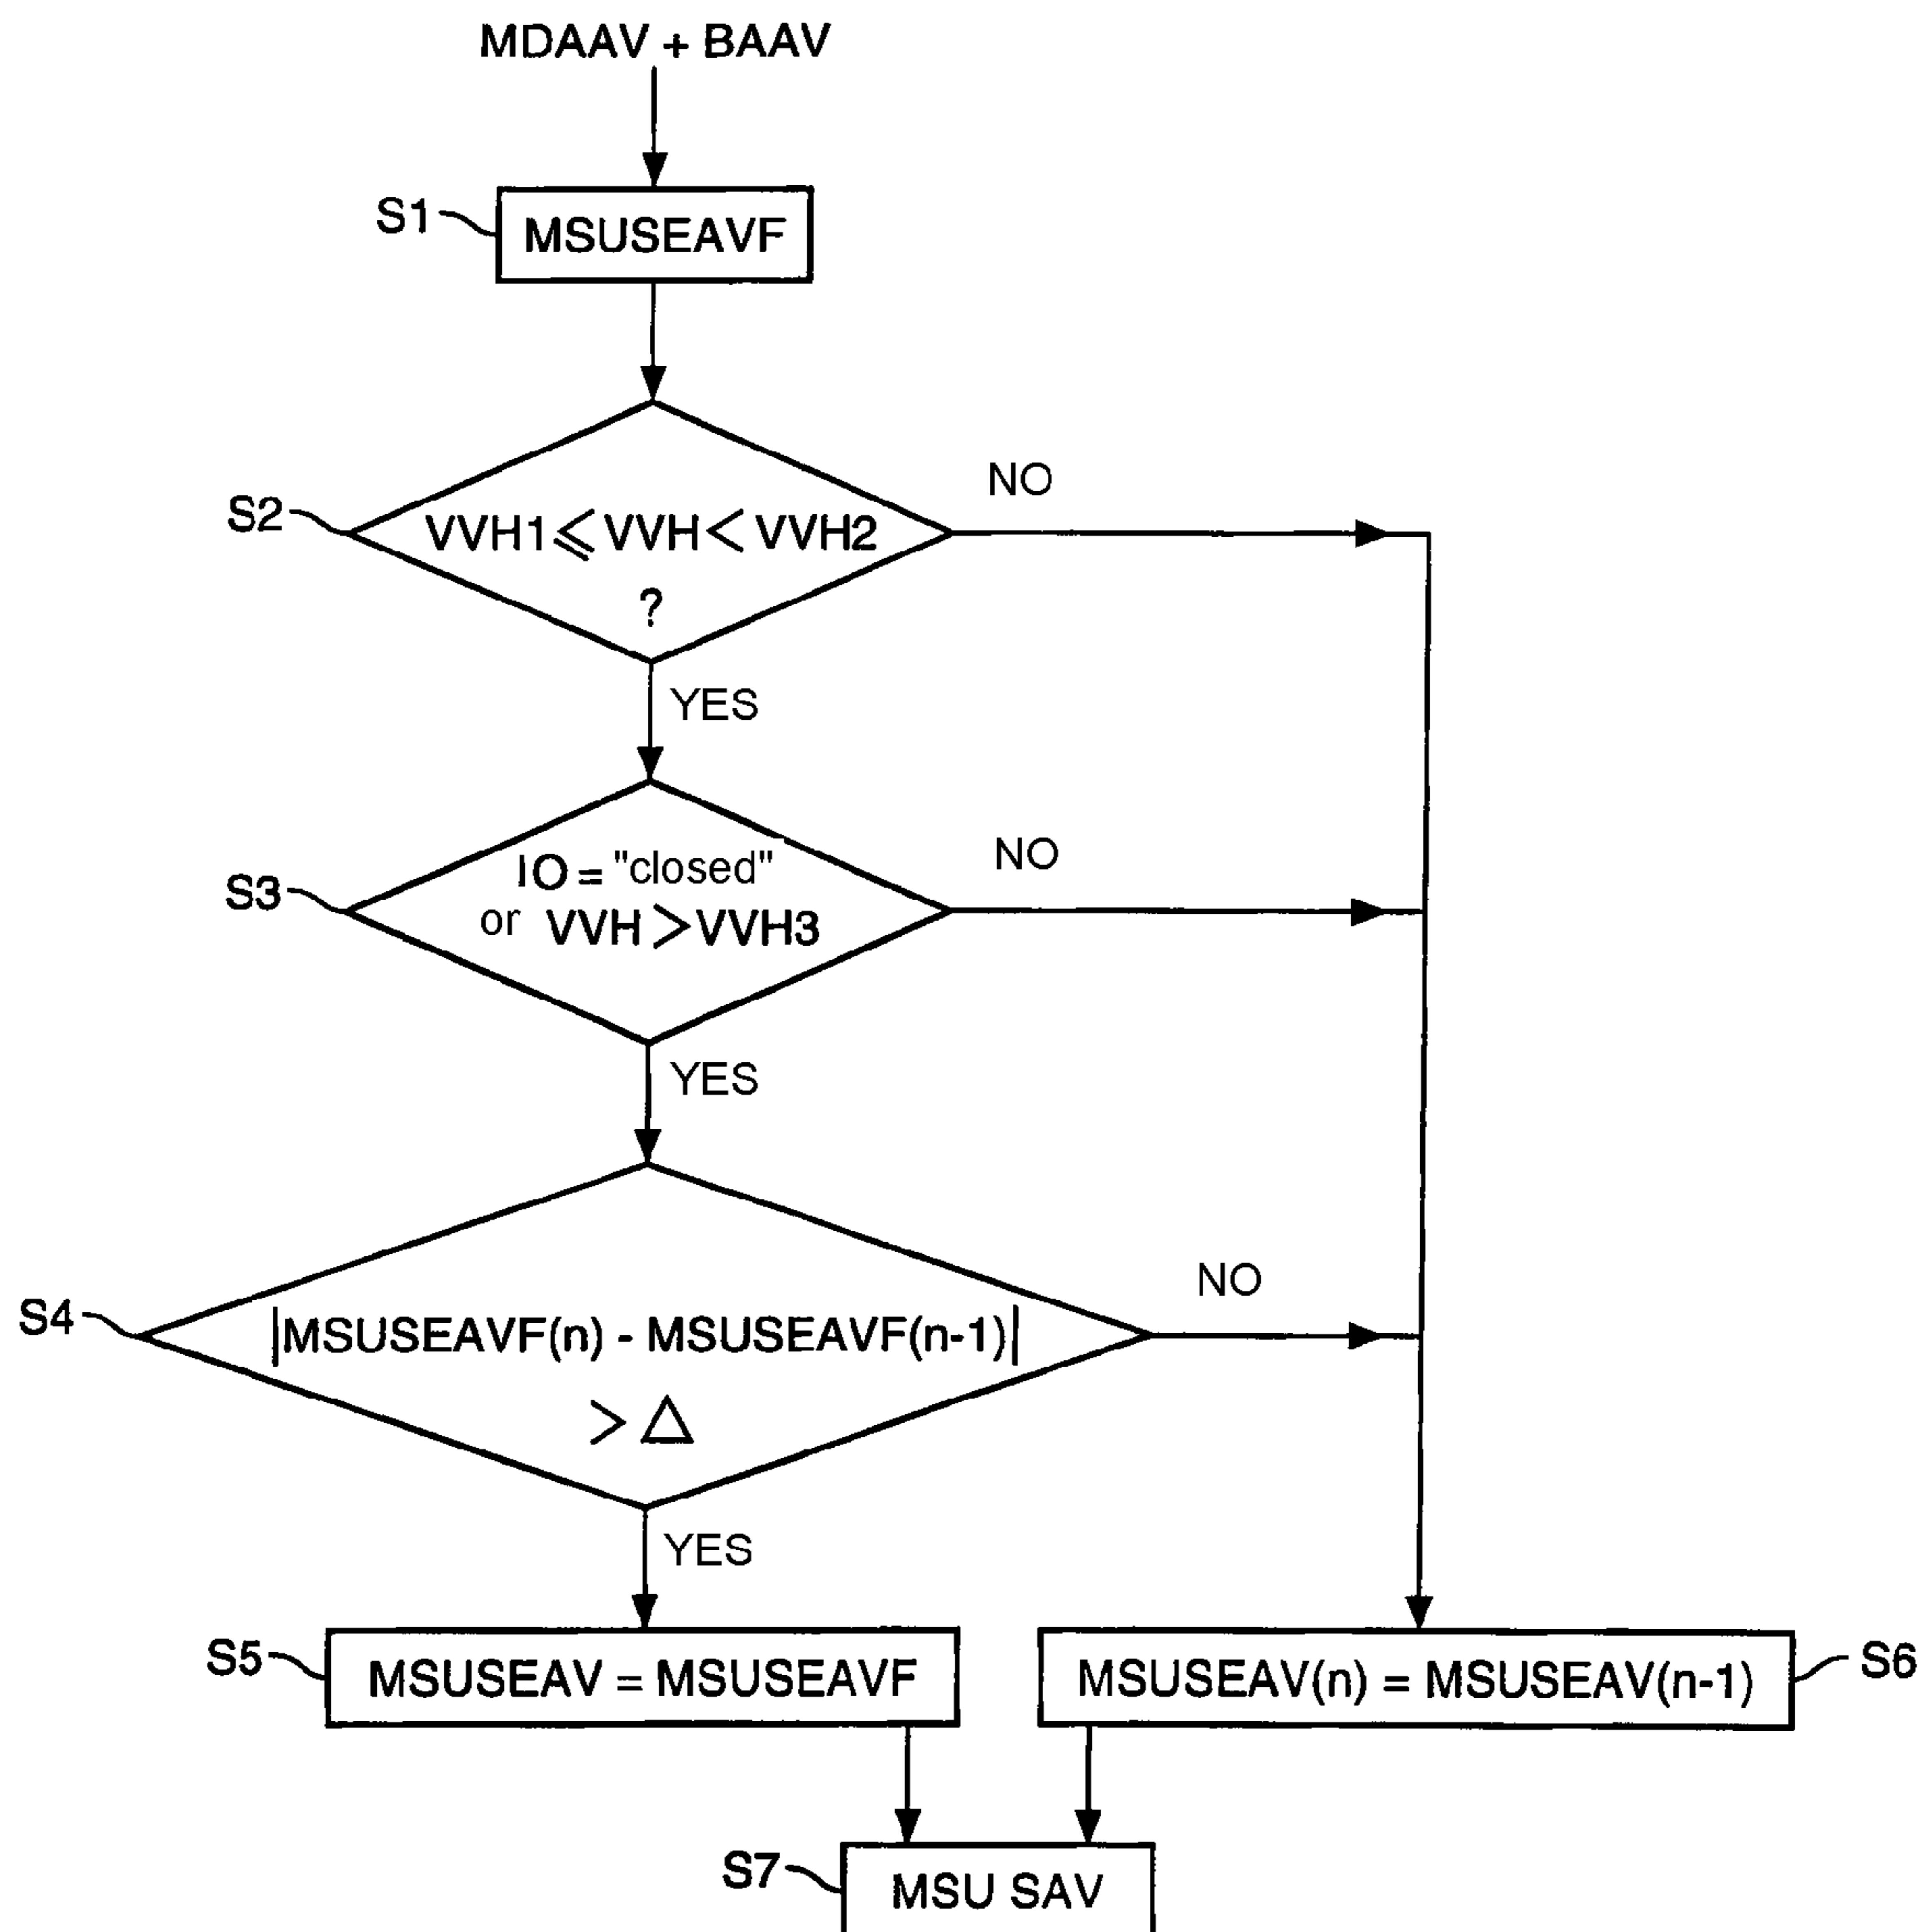 MDAAV + BAAV
S1
MSUSEAVF
NO
S2
VVH1 ⩽ VVH < VVH2
?
YES
NO
IO = "closed"
S3
or VVH > VVH3
YES
NO
S4
|MSUSEAVF(n) - MSUSEAVF(n-1)|
> △
YES
S5
MSUSEAV = MSUSEAVF
MSUSEAV(n) = MSUSEAV(n-1)
S6
S7
MSU SAV